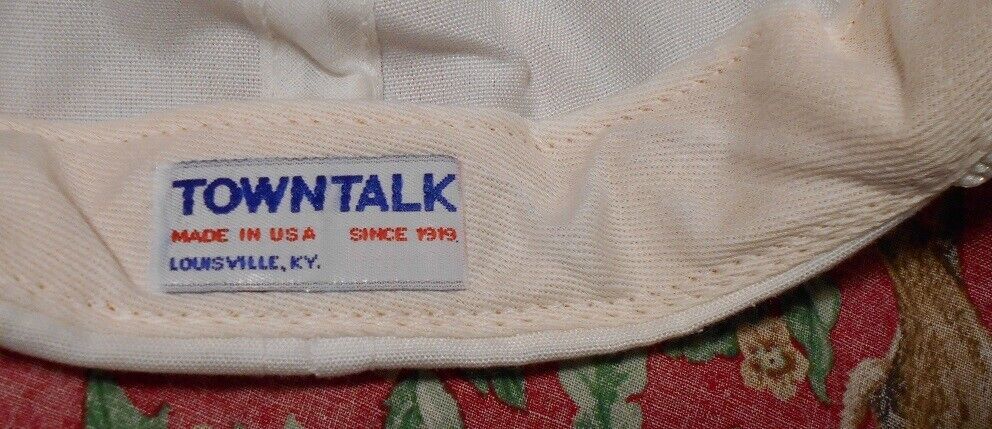 TOWNTALK
MADE IN USA SINCE 1919
LOUISVILLE, KY.